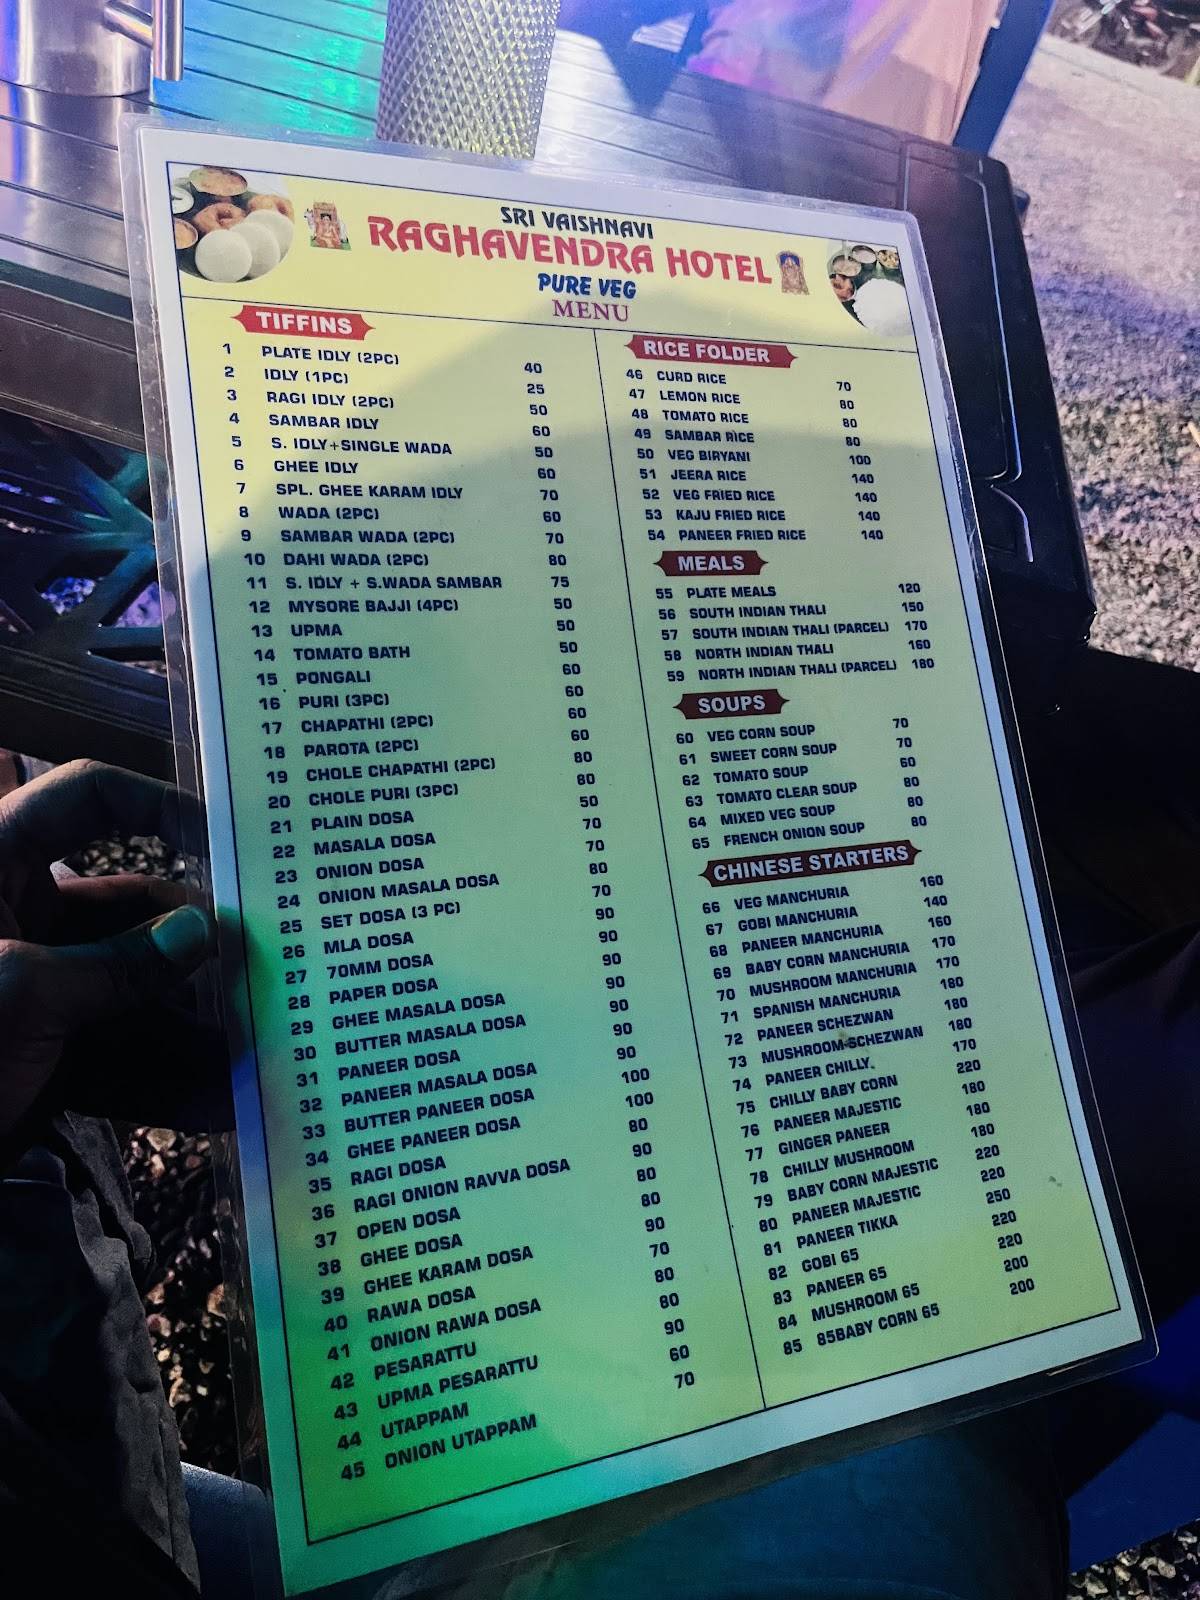 SRI VAISHNAVI
RAGHAVENDRA HOTEL
PURE VEG
MENU
TIFFINS
1 PLATE IDLY (2PC) 40
2 IDLY (1PC) 25
3 RAGI IDLY (2PC) 50
4 SAMBAR IDLY 60
5 S. IDLY+SINGLE WADA 50
6 GHEE IDLY 60
7 SPL. GHEE KARAM IDLY 70
8 WADA (2PC) 60
9 SAMBAR WADA (2PC) 70
10 DAHI WADA (2PC) 80
11 S. IDLY + S.WADA SAMBAR 75
12 MYSORE BAJJI (4PC) 50
13 UPMA 50
14 TOMATO BATH 50
15 PONGALI 60
16 PURI (3PC) 60
17 CHAPATHI (2PC) 60
18 PAROTA (2PC) 60
19 CHOLE CHAPATHI (2PC) 80
20 CHOLE PURI (3PC) 80
21 PLAIN DOSA 50
22 MASALA DOSA 70
23 ONION DOSA 70
24 ONION MASALA DOSA 80
25 SET DOSA (3 PC) 70
26 MLA DOSA 90
27 70MM DOSA 90
28 PAPER DOSA 90
29 GHEE MASALA DOSA 90
30 BUTTER MASALA DOSA 90
31 PANEER DOSA 90
32 PANEER MASALA DOSA 90
33 BUTTER PANEER DOSA 100
34 GHEE PANEER DOSA 100
35 RAGI DOSA 80
36 RAGI ONION RAVVA DOSA 90
37 OPEN DOSA 80
38 GHEE DOSA 80
39 GHEE KARAM DOSA 90
40 RAWA DOSA 70
41 ONION RAWA DOSA 80
42 PESARATTU 80
43 UPMA PESARATTU 90
44 UTAPPAM 60
45 ONION UTAPPAM 70
RICE FOLDER
46 CURD RICE 70
47 LEMON RICE 80
48 TOMATO RICE 80
49 SAMBAR RICE 80
50 VEG BIRYANI 100
51 JEERA RICE 140
52 VEG FRIED RICE 140
53 KAJU FRIED RICE 140
54 PANEER FRIED RICE 140
MEALS
55 PLATE MEALS 120
56 SOUTH INDIAN THALI 150
57 SOUTH INDIAN THALI (PARCEL) 170
58 NORTH INDIAN THALI 160
59 NORTH INDIAN THALI (PARCEL) 180
SOUPS
60 VEG CORN SOUP 70
61 SWEET CORN SOUP 70
62 TOMATO SOUP 60
63 TOMATO CLEAR SOUP 80
64 MIXED VEG SOUP 80
65 FRENCH ONION SOUP 80
CHINESE STARTERS
66 VEG MANCHURIA 160
67 GOBI MANCHURIA 140
68 PANEER MANCHURIA 160
69 BABY CORN MANCHURIA 170
70 MUSHROOM MANCHURIA 170
71 SPANISH MANCHURIA 180
72 PANEER SCHEZWAN 180
73 MUSHROOM SCHEZWAN 180
74 PANEER CHILLY. 170
75 CHILLY BABY CORN 220
76 PANEER MAJESTIC 180
77 GINGER PANEER 180
78 CHILLY MUSHROOM 180
79 BABY CORN MAJESTIC 220
80 PANEER MAJESTIC 220
81 PANEER TIKKA 250
82 GOBI 65 220
83 PANEER 65 220
84 MUSHROOM 65 200
85 85BABY CORN 65 200